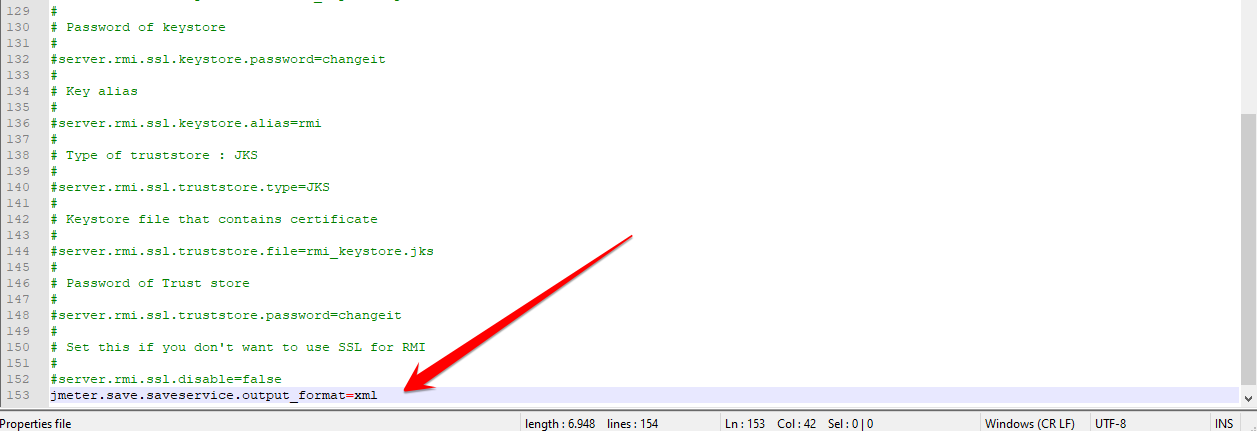 129 #
130 # Password of keystore
131 #
132 #server.rmi.ssl.keystore.password=changeit
133 #
134 # Key alias
135 #
136 #server.rmi.ssl.keystore.alias=rmi
137 #
138 # Type of truststore : JKS
139 #
140 #server.rmi.ssl.truststore.type=JKS
141 #
142 # Keystore file that contains certificate
143 #
144 #server.rmi.ssl.truststore.file=rmi_keystore.jks
145 #
146 # Password of Trust store
147 #
148 #server.rmi.ssl.truststore.password=changeit
149 #
150 # Set this if you don't want to use SSL for RMI
151 #
152 #server.rmi.ssl.disable=false
153 jmeter.save.saveservice.output_format=xml
Properties file length : 6.948 lines : 154 Ln : 153 Col : 42 Sel : 0 | 0 Windows (CR LF) UTF-8 INS